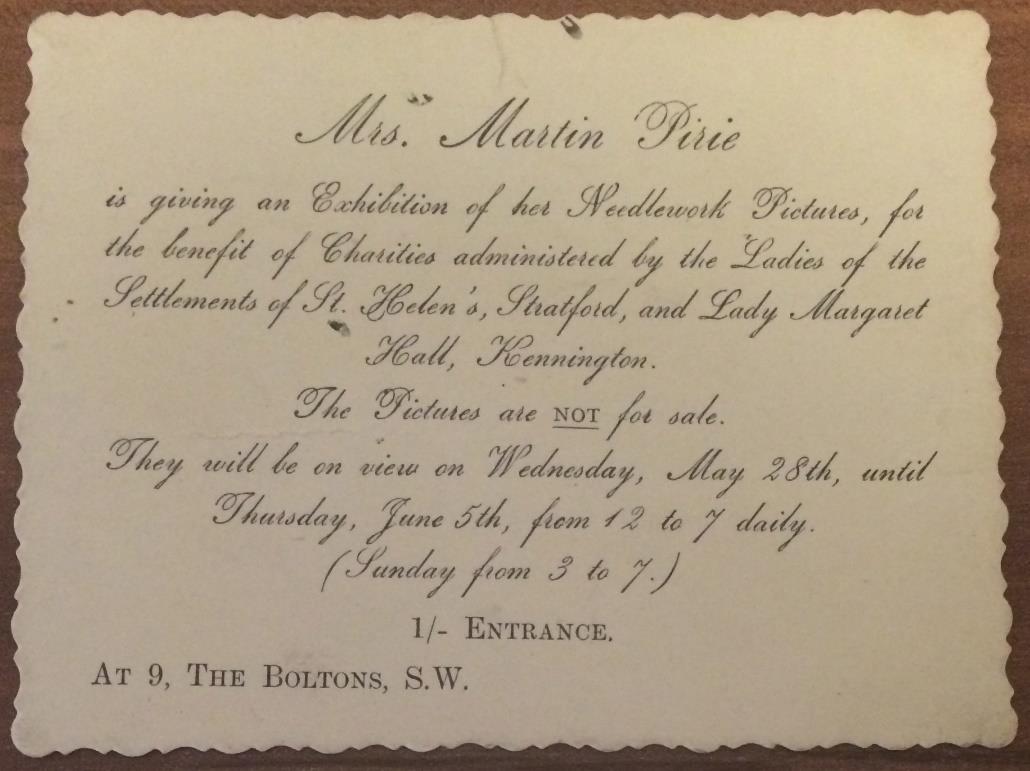 Mrs. Martin Pirie
is giving an Exhibition of her Needlework Pictures, for
the benefit of Charities administered by the Ladies of the
Settlements of St. Helen's, Stratford, and Lady Margaret
Hall, Kennington.
The Pictures are NOT for sale.
They will be on view on Wednesday, May 28th, until
Thursday, June 5th, from 12 to 7 daily.
(Sunday from 3 to 7.)
1/- ENTRANCE.
AT 9, THE BOLTONS, S.W.